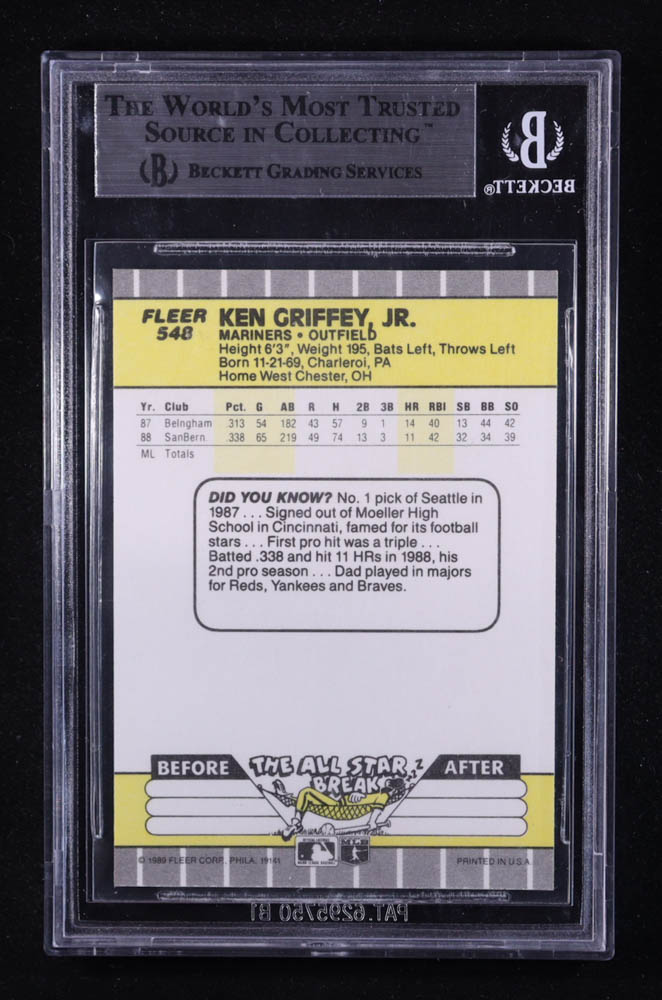 THE WORLD'S MOST TRUSTED
SOURCE IN COLLECTING™
(B) BECKETT GRADING SERVICES
B
BECKETT®
FLEER
548
KEN GRIFFEY, JR.
MARINERS • OUTFIELD
Height 6'3", Weight 195, Bats Left, Throws Left
Born 11-21-69, Charleroi, PA
Home West Chester, OH
Yr. Club Pct. G AB R H 2B 3B HR RBI SB BB SO
87 Belngham .313 54 182 43 57 9 1 14 40 13 44 42
88 SanBern .338 65 219 49 74 13 3 11 42 32 34 39
ML Totals
DID YOU KNOW? No. 1 pick of Seattle in
1987 . . . Signed out of Moeller High
School in Cincinnati, famed for its football
stars . . . First pro hit was a triple . . .
Batted .338 and hit 11 HRs in 1988, his
2nd pro season . . . Dad played in majors
for Reds, Yankees and Braves.
BEFORE THE ALL STAR BREAK AFTER
© 1989 FLEER CORP., PHILA. 19141
PRINTED IN U.S.A.
PAT. 6295750 B1